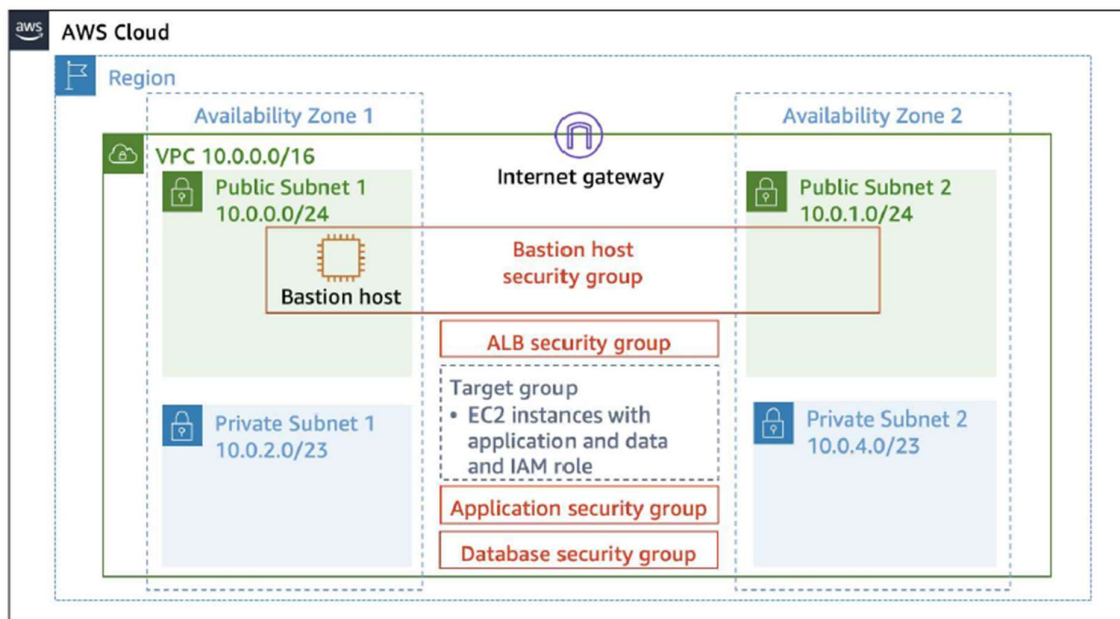 aws
AWS Cloud
Region
Availability Zone 1
Availability Zone 2
VPC 10.0.0.0/16
Internet gateway
Public Subnet 1
10.0.0.0/24
Public Subnet 2
10.0.1.0/24
Bastion host
Bastion host
security group
ALB security group
Target group
• EC2 instances with
application and data
and IAM role
Private Subnet 1
10.0.2.0/23
Private Subnet 2
10.0.4.0/23
Application security group
Database security group